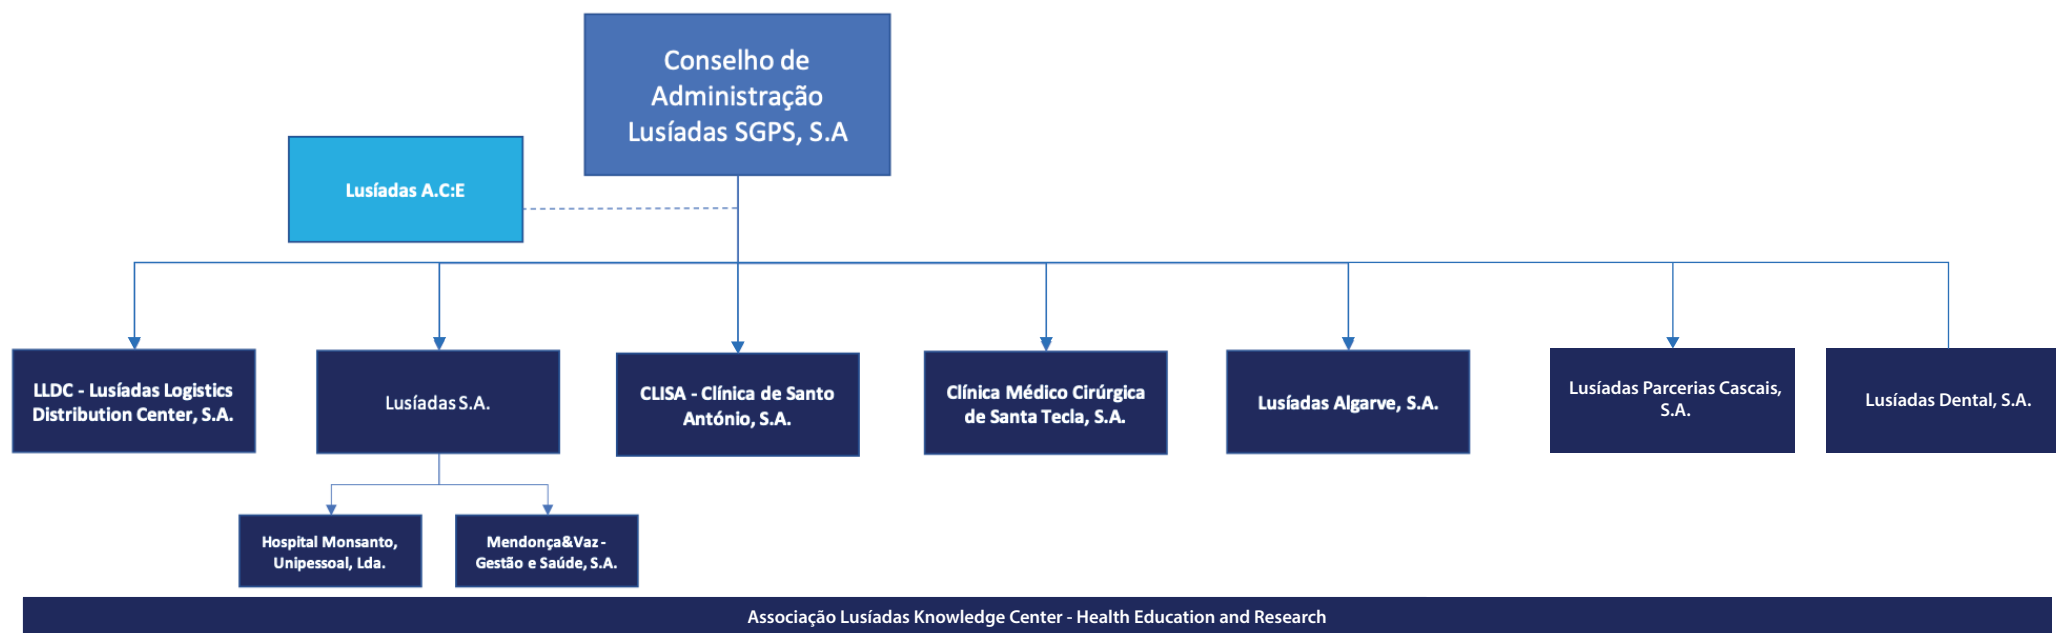 Conselho de
Administração
Lusíadas SGPS, S.A
Lusíadas A.C:E
LLDC - Lusíadas Logistics
Distribution Center, S.A.
Lusíadas S.A.
CLISA - Clínica de Santo
António, S.A.
Clínica Médico Cirúrgica
de Santa Tecla, S.A.
Lusíadas Algarve, S.A.
Lusíadas Parcerias Cascais,
S.A.
Lusíadas Dental, S.A.
Hospital Monsanto,
Unipessoal, Lda.
Mendonça&Vaz -
Gestão e Saúde, S.A.
Associação Lusíadas Knowledge Center - Health Education and Research